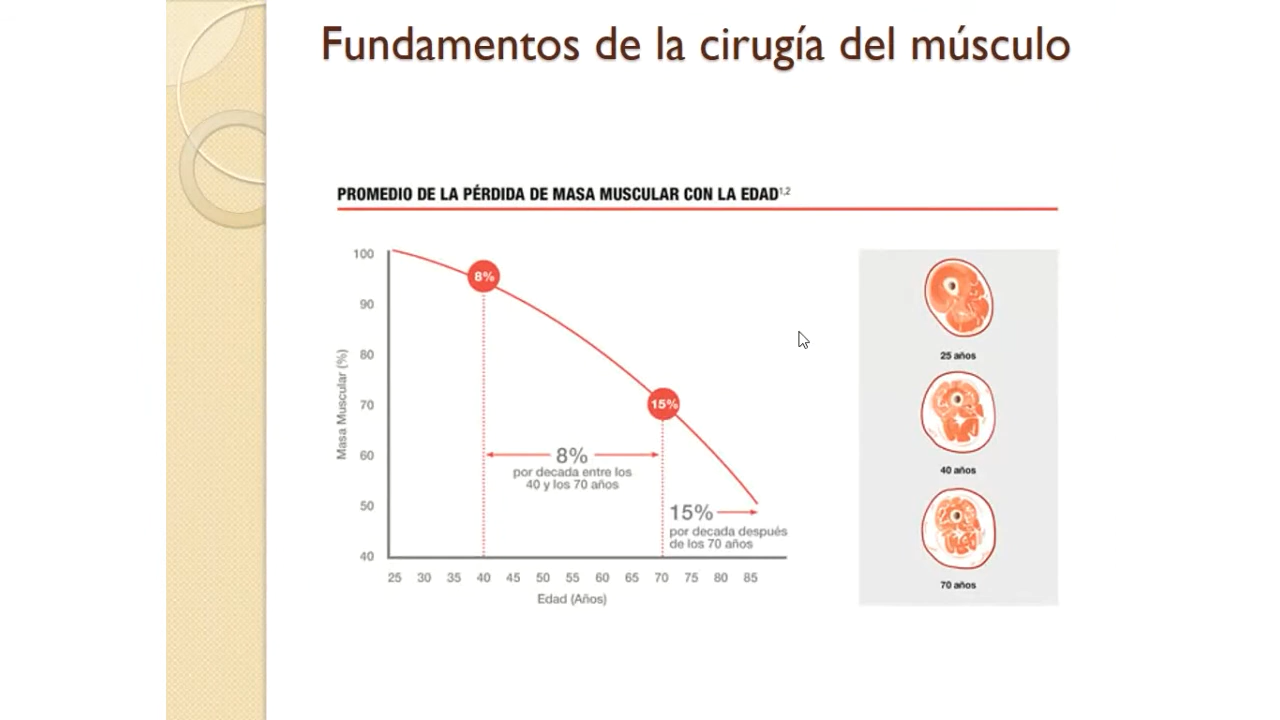 Fundamentos de la cirugía del músculo
PROMEDIO DE LA PÉRDIDA DE MASA MUSCULAR CON LA EDAD1,2
Masa Muscular (%)
100
90
80
70
60
50
40
8%
15%
8%
por decada entre los
40 y los 70 años
15%
por decada después
de los 70 años
25 30 35 40 45 50 55 60 65 70 75 80 85
Edad (Años)
25 años
40 años
70 años